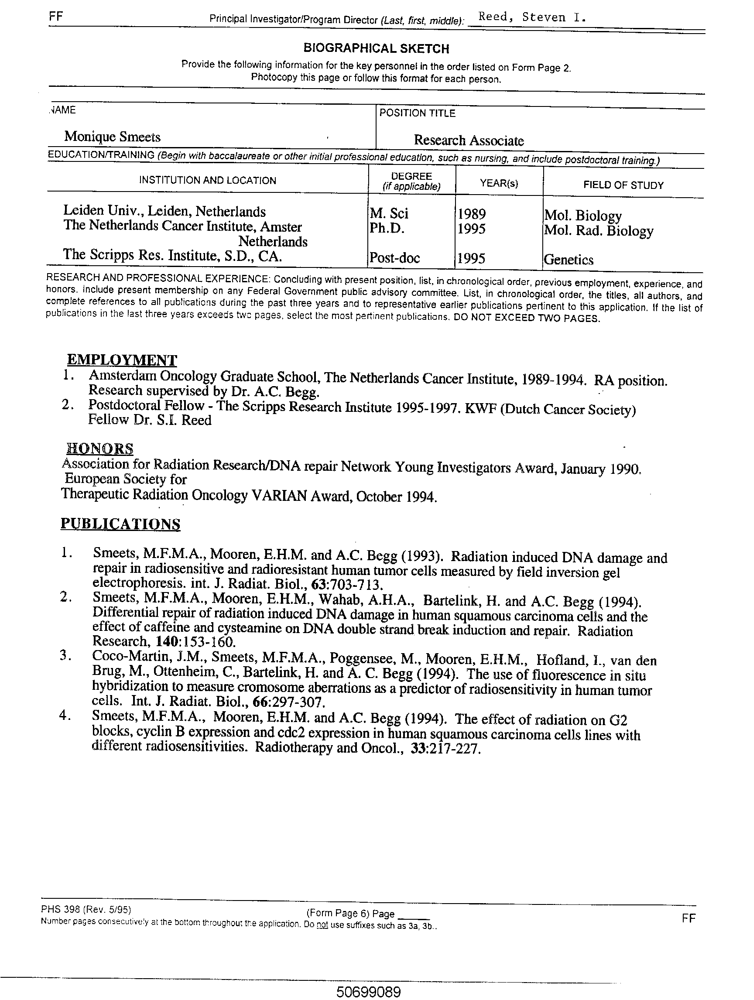 FF
Principal Investigator/Program Director (Last, first, middle): Reed, Steven I.
BIOGRAPHICAL SKETCH
Provide the following information for the key personnel in the order listed on Form Page 2.
Photocopy this page or follow this format for each person.
NAME
POSITION TITLE
Monique Smeets
Research Associate
EDUCATION/TRAINING (Begin with baccalaureate or other initial professional education, such as nursing, and include postdoctoral training.)
INSTITUTION AND LOCATION
DEGREE
(if applicable)
YEAR(s)
FIELD OF STUDY
Leiden Univ., Leiden, Netherlands M. Sci 1989 Mol. Biology
The Netherlands Cancer Institute, Amster Ph.D. 1995 Mol. Rad. Biology
Netherlands
The Scripps Res. Institute, S.D., CA. Post-doc 1995 Genetics
RESEARCH AND PROFESSIONAL EXPERIENCE: Concluding with present position, list, in chronological order, previous employment, experience, and
honors. Include present membership on any Federal Government public advisory committee. List, in chronological order, the titles, all authors, and
complete references to all publications during the past three years and to representative earlier publications pertinent to this application. If the list of
publications in the last three years exceeds two pages, select the most pertinent publications. DO NOT EXCEED TWO PAGES.
EMPLOYMENT
1. Amsterdam Oncology Graduate School, The Netherlands Cancer Institute, 1989-1994. RA position.
Research supervised by Dr. A.C. Begg.
2. Postdoctoral Fellow - The Scripps Research Institute 1995-1997. KWF (Dutch Cancer Society)
Fellow Dr. S.I. Reed
HONORS
Association for Radiation Research/DNA repair Network Young Investigators Award, January 1990.
European Society for
Therapeutic Radiation Oncology VARIAN Award, October 1994.
PUBLICATIONS
1. Smeets, M.F.M.A., Mooren, E.H.M. and A.C. Begg (1993). Radiation induced DNA damage and
repair in radiosensitive and radioresistant human tumor cells measured by field inversion gel
electrophoresis. int. J. Radiat. Biol., 63:703-713.
2. Smeets, M.F.M.A., Mooren, E.H.M., Wahab, A.H.A., Bartelink, H. and A.C. Begg (1994).
Differential repair of radiation induced DNA damage in human squamous carcinoma cells and the
effect of caffeine and cysteamine on DNA double strand break induction and repair. Radiation
Research, 140:153-160.
3. Coco-Martin, J.M., Smeets, M.F.M.A., Poggensee, M., Mooren, E.H.M., Hofland, I., van den
Brug, M., Ottenheim, C., Bartelink, H. and A. C. Begg (1994). The use of fluorescence in situ
hybridization to measure cromosome aberrations as a predictor of radiosensitivity in human tumor
cells. Int. J. Radiat. Biol., 66:297-307.
4. Smeets, M.F.M.A., Mooren, E.H.M. and A.C. Begg (1994). The effect of radiation on G2
blocks, cyclin B expression and cdc2 expression in human squamous carcinoma cells lines with
different radiosensitivities. Radiotherapy and Oncol., 33:217-227.
PHS 398 (Rev. 5/95)
(Form Page 6) Page
FF
Number pages consecutively at the bottom throughout the application. Do not use suffixes such as 3a, 3b..
50699089